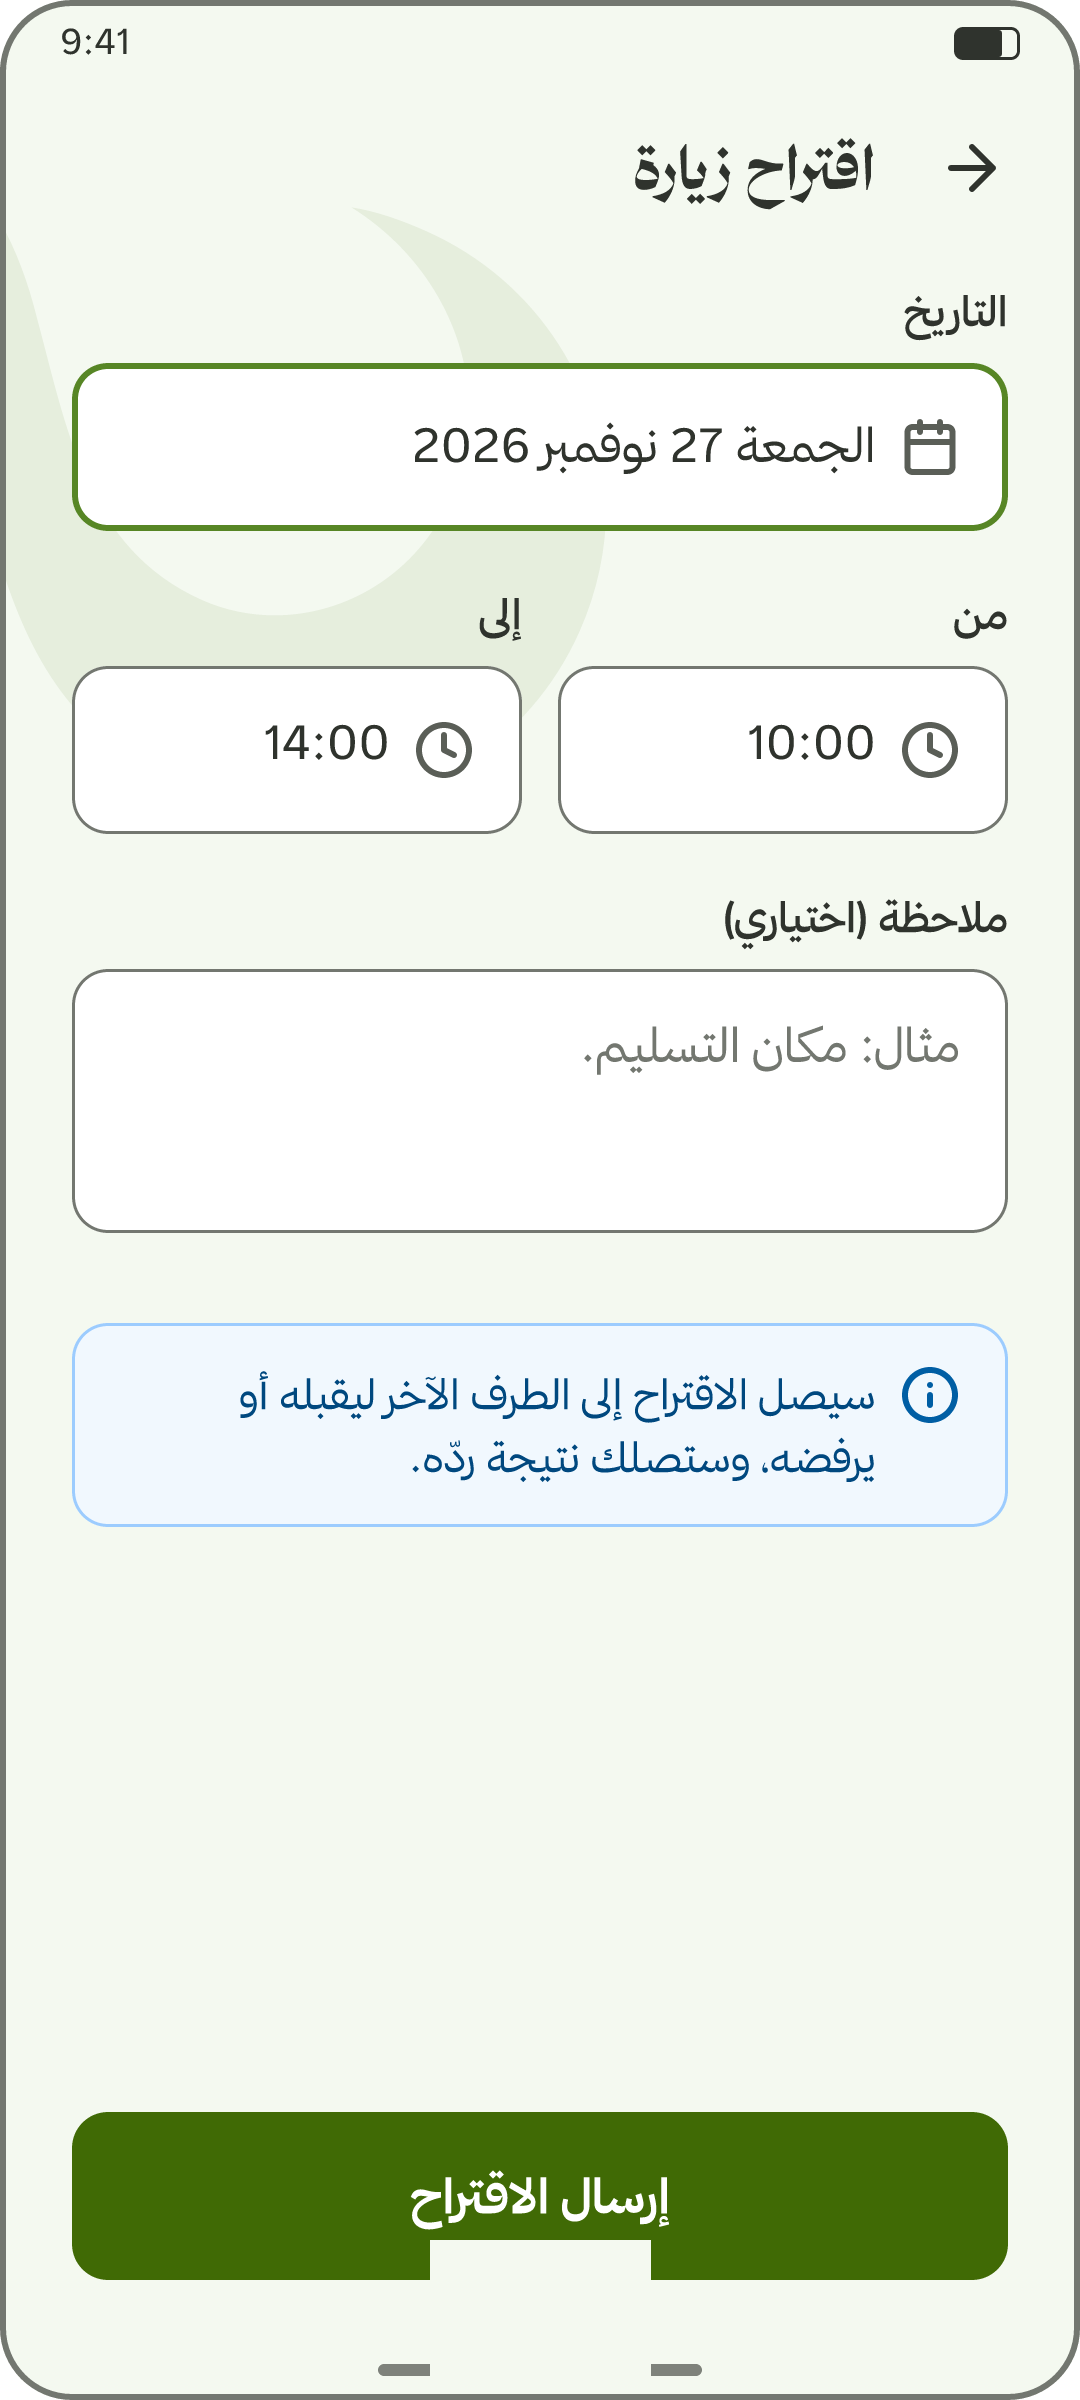 9:41
اقتراح زيارة
التاريخ
الجمعة 27 نوفمبر 2026
من
إلى
10:00
14:00
ملاحظة (اختياري)
مثال: مكان التسليم.
سيصل الاقتراح إلى الطرف الآخر ليقبله أو
يرفضه، وستصلك نتيجة ردّه.
إرسال الاقتراح